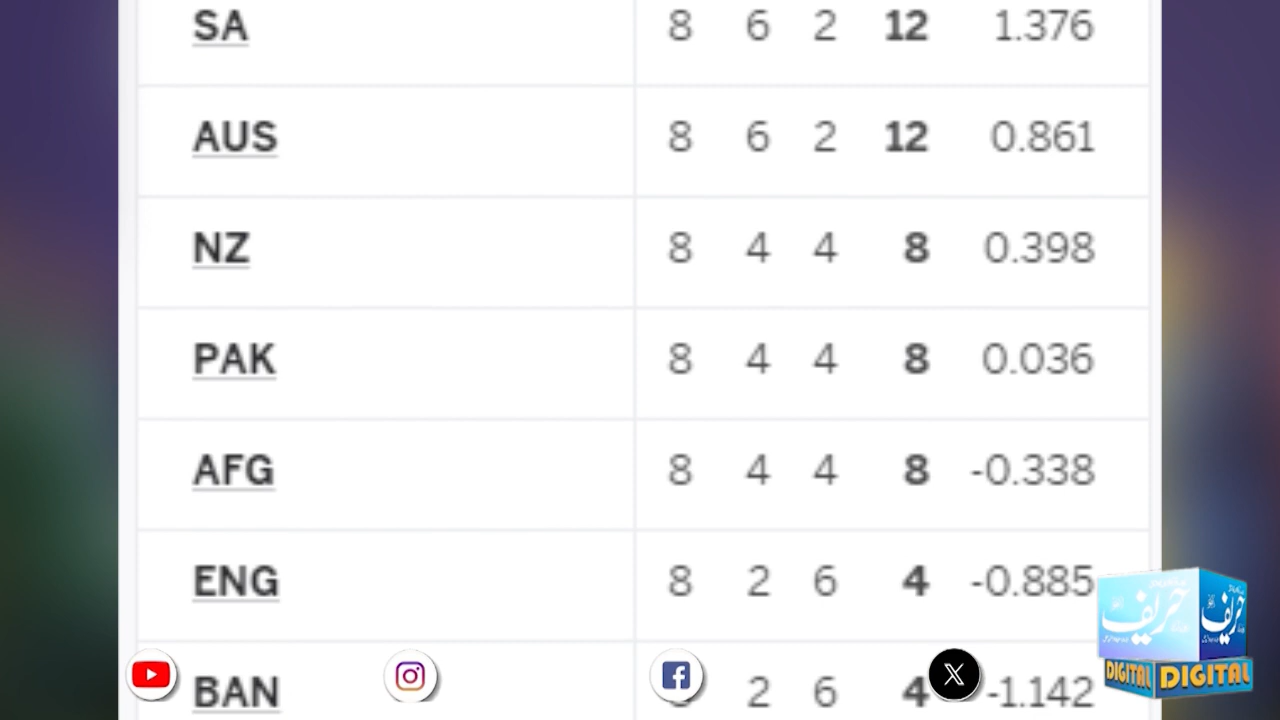 SA 8 6 2 12 1.376
AUS 8 6 2 12 0.861
NZ 8 4 4 8 0.398
PAK 8 4 4 8 0.036
AFG 8 4 4 8 -0.338
ENG 8 2 6 4 -0.885
BAN 2 6 4 -1.142
حریف حریف
DIGITAL DIGITAL